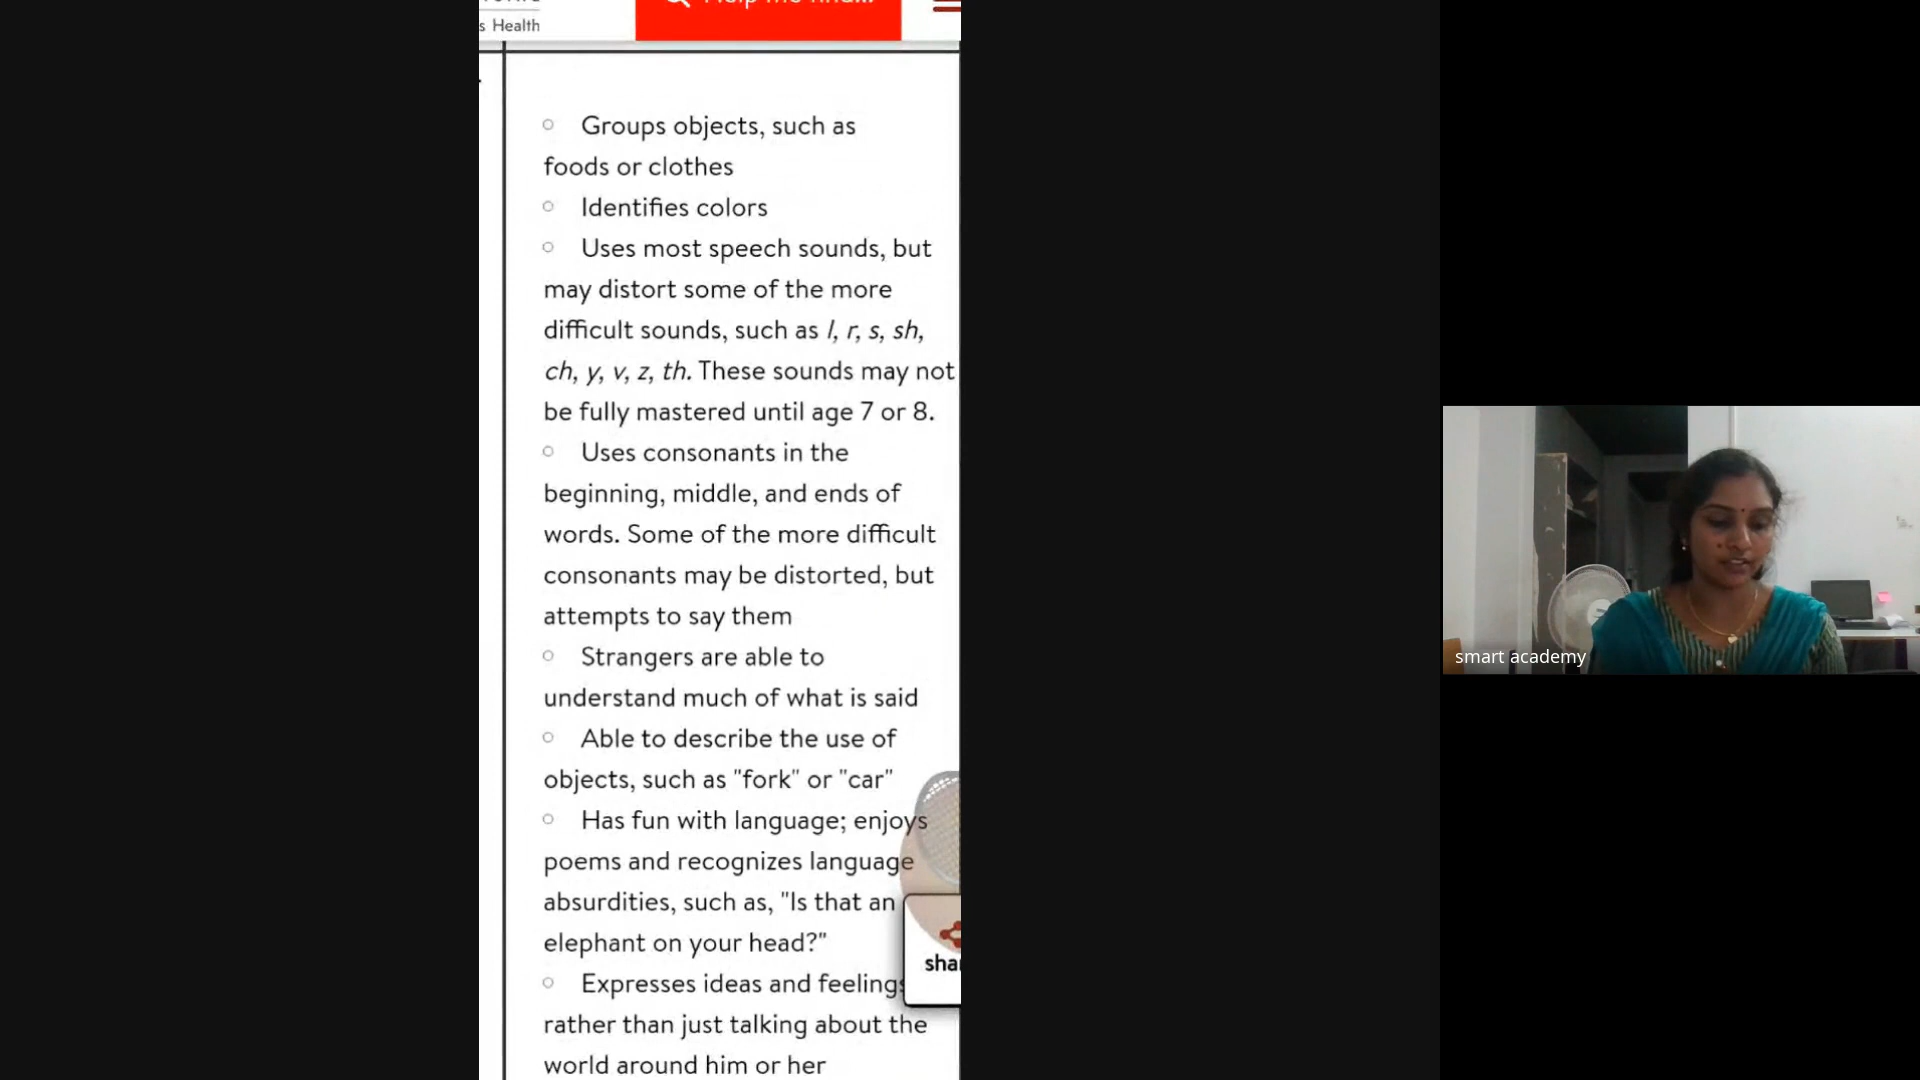 s Health
Help me find...
○ Groups objects, such as
foods or clothes
○ Identifies colors
○ Uses most speech sounds, but
may distort some of the more
difficult sounds, such as l, r, s, sh,
ch, y, v, z, th. These sounds may not
be fully mastered until age 7 or 8.
○ Uses consonants in the
beginning, middle, and ends of
words. Some of the more difficult
consonants may be distorted, but
attempts to say them
○ Strangers are able to
understand much of what is said
○ Able to describe the use of
objects, such as "fork" or "car"
○ Has fun with language; enjoys
poems and recognizes language
absurdities, such as, "Is that an
elephant on your head?"
○ Expresses ideas and feelings
rather than just talking about the
world around him or her
sha
smart academy